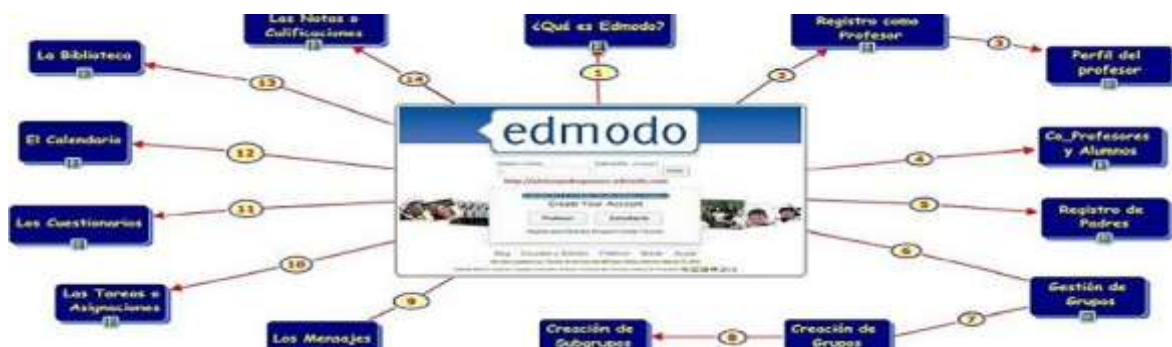 Las Notas o
Calificaciones
¿Qué es Edmodo?
Registro como
Profesor
3
Perfil del
profesor
La Biblioteca
13
14
1
2
edmodo
El Calendario
12
4
Co_Profesores
y Alumnos
Create Your Account
Profesor
Estudiante
Los Cuestionarios
11
5
Registro de
Padres
6
10
Las Tareas o
Asignaciones
9
Gestión de
Grupos
7
Los Mensajes
Creación de
Subgrupos
8
Creación de
Grupos